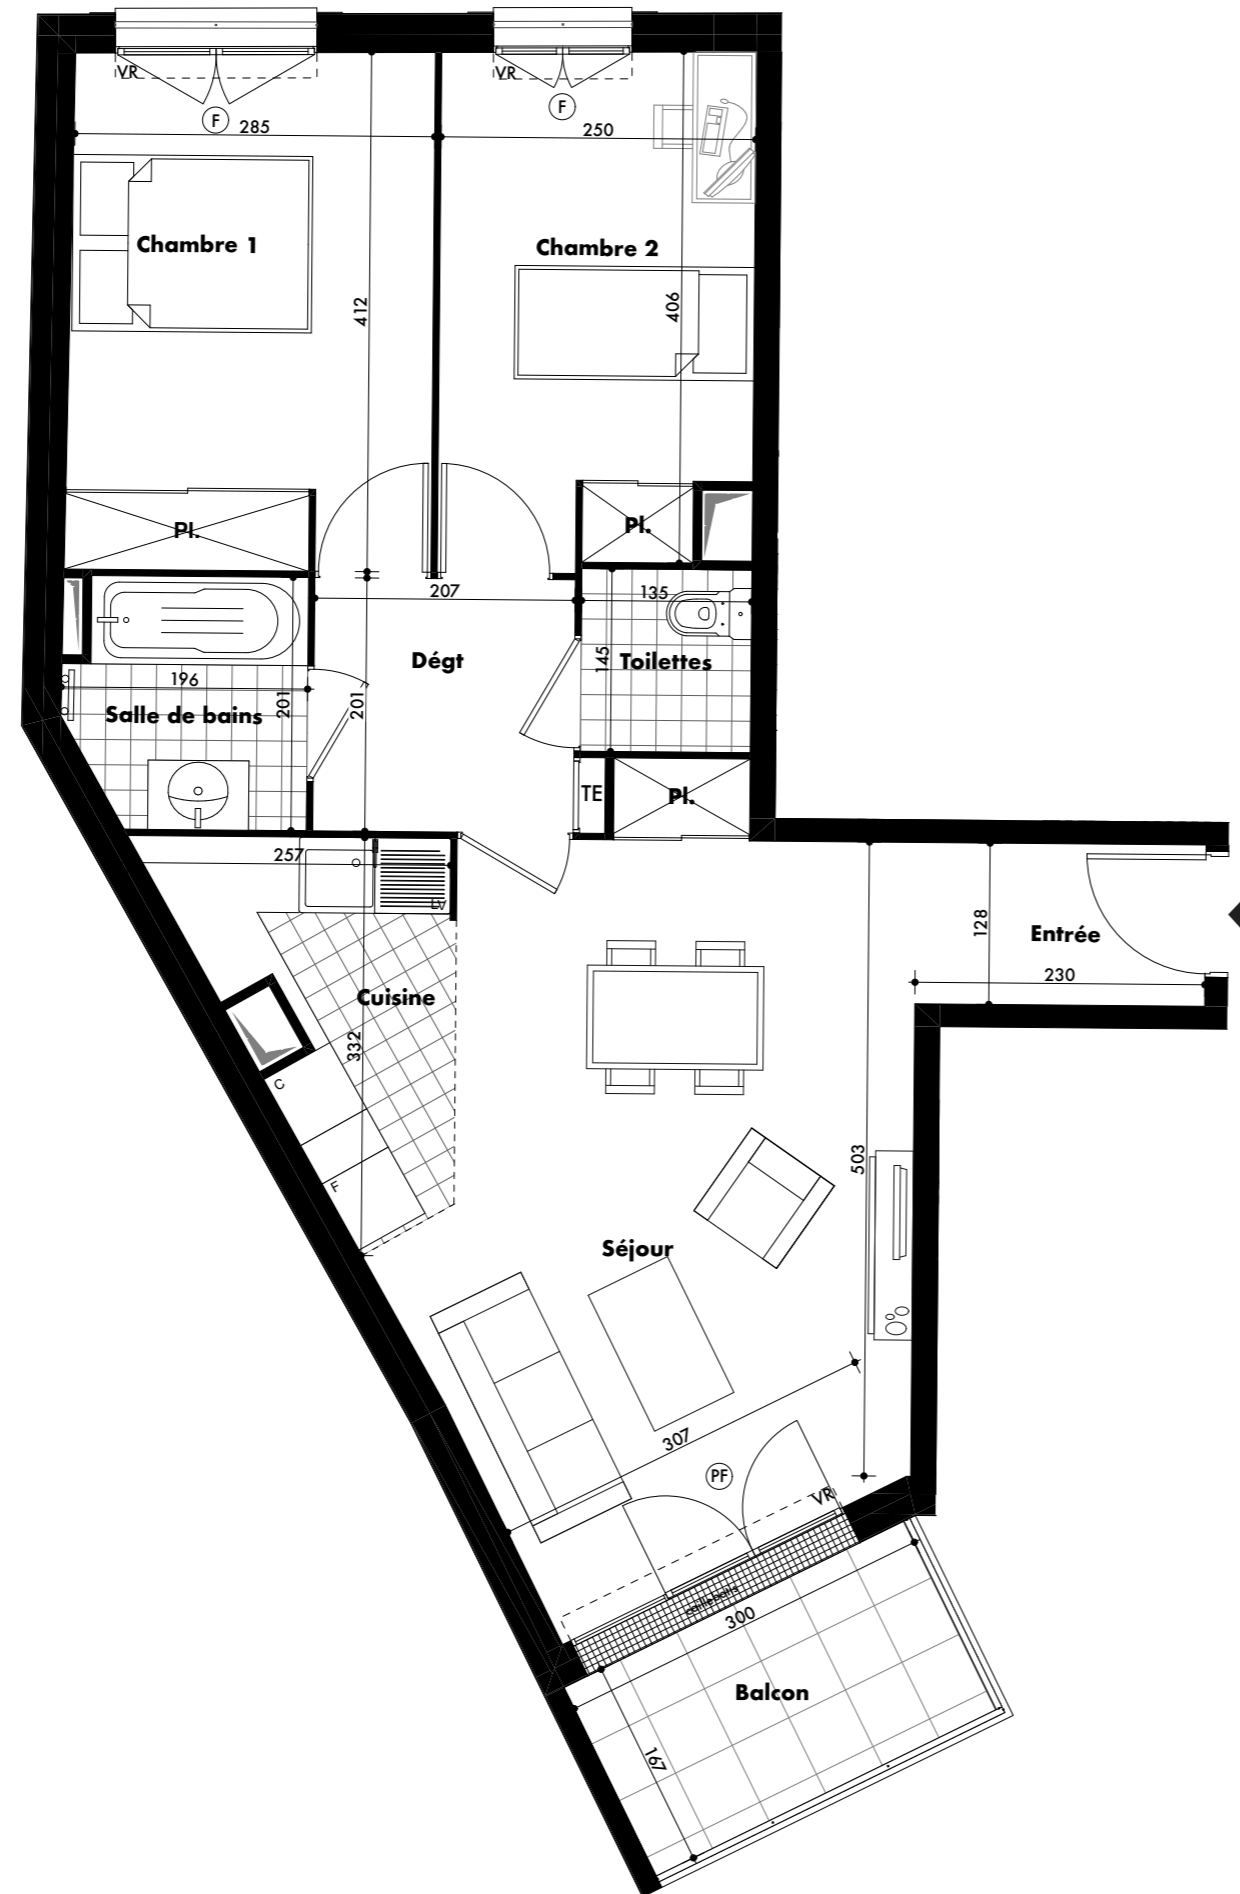 VR
VR
F
F
285
250
Chambre 1
Chambre 2
412
406
Pl.
Pl.
207
135
Dégt
145
Toilettes
196
201
201
Salle de bains
TE
Pl.
257
LV
128
Entrée
230
Cuisine
332
C
503
F
Séjour
307
PF
VR
caillebotis
300
Balcon
167